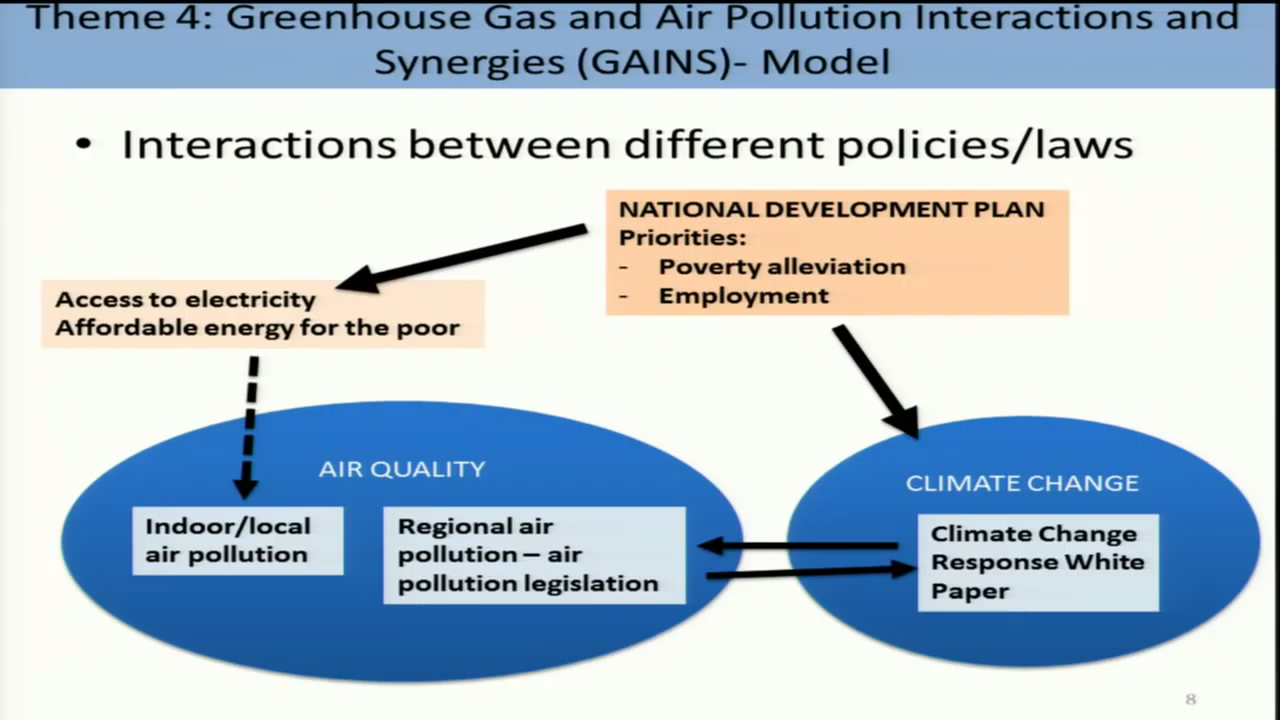 Theme 4: Greenhouse Gas and Air Pollution Interactions and
Synergies (GAINS)- Model
• Interactions between different policies/laws
NATIONAL DEVELOPMENT PLAN
Priorities:
- Poverty alleviation
- Employment
Access to electricity
Affordable energy for the poor
AIR QUALITY
Indoor/local
air pollution
Regional air
pollution – air
pollution legislation
CLIMATE CHANGE
Climate Change
Response White
Paper
8